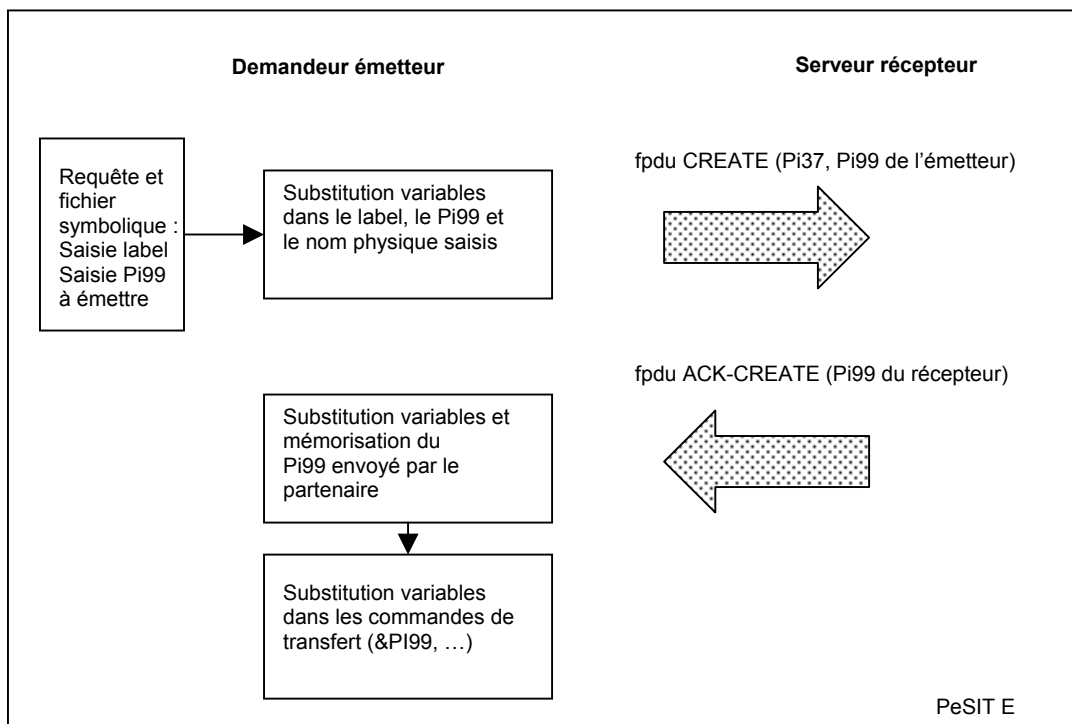 Demandeur émetteur
Serveur récepteur
Requête et
fichier
symbolique :
Saisie label
Saisie Pi99
à émettre
Substitution variables
dans le label, le Pi99 et
le nom physique saisis
fpdu CREATE (Pi37, Pi99 de l'émetteur)
fpdu ACK-CREATE (Pi99 du récepteur)
Substitution variables et
mémorisation du
Pi99 envoyé par le
partenaire
Substitution variables
dans les commandes de
transfert (&PI99, …)
PeSIT E